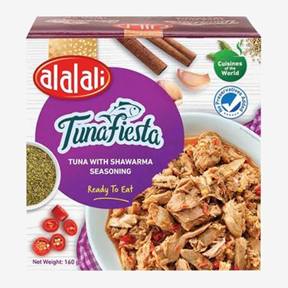 alalali
Cuisines
of the
World
No Preservatives Added
TunaFiesta
TUNA WITH SHAWARMA
SEASONING
Ready To Eat
Net Weight: 160 g